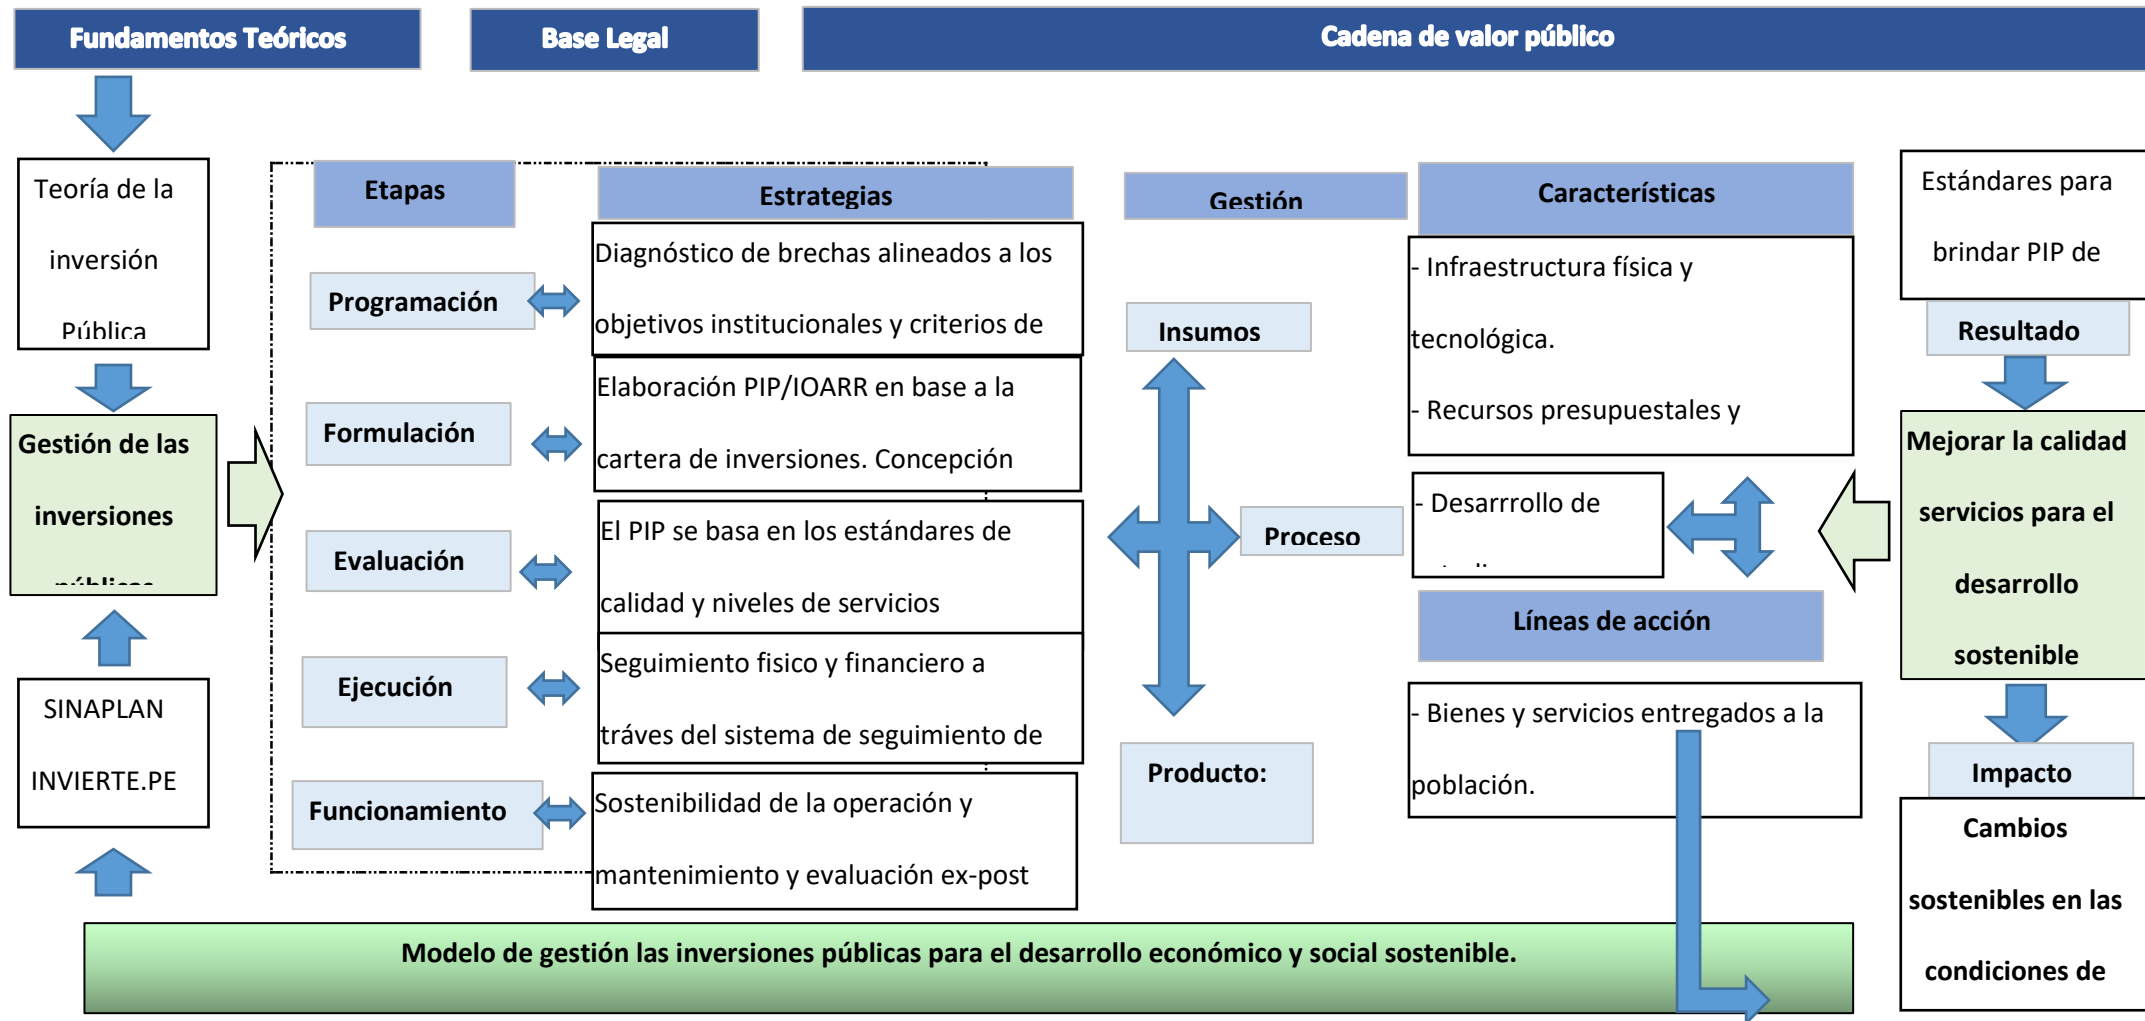 Fundamentos Teóricos
Base Legal
Cadena de valor público
Teoría de la
inversión
Pública
Gestión de las
inversiones
públicas
SINAPLAN
INVIERTE.PE
Etapas
Estrategias
Programación
Diagnóstico de brechas alineados a los
objetivos institucionales y criterios de
Formulación
Elaboración PIP/IOARR en base a la
cartera de inversiones. Concepción
Evaluación
El PIP se basa en los estándares de
calidad y niveles de servicios
Ejecución
Seguimiento fisico y financiero a
tráves del sistema de seguimiento de
Funcionamiento
Sostenibilidad de la operación y
mantenimiento y evaluación ex-post
Gestión
Insumos
Proceso
Producto:
Características
- Infraestructura física y
tecnológica.
- Recursos presupuestales y
- Desarrrollo de
Líneas de acción
- Bienes y servicios entregados a la
población.
Estándares para
brindar PIP de
Resultado
Mejorar la calidad
servicios para el
desarrollo
sostenible
Impacto
Cambios
sostenibles en las
condiciones de
Modelo de gestión las inversiones públicas para el desarrollo económico y social sostenible.